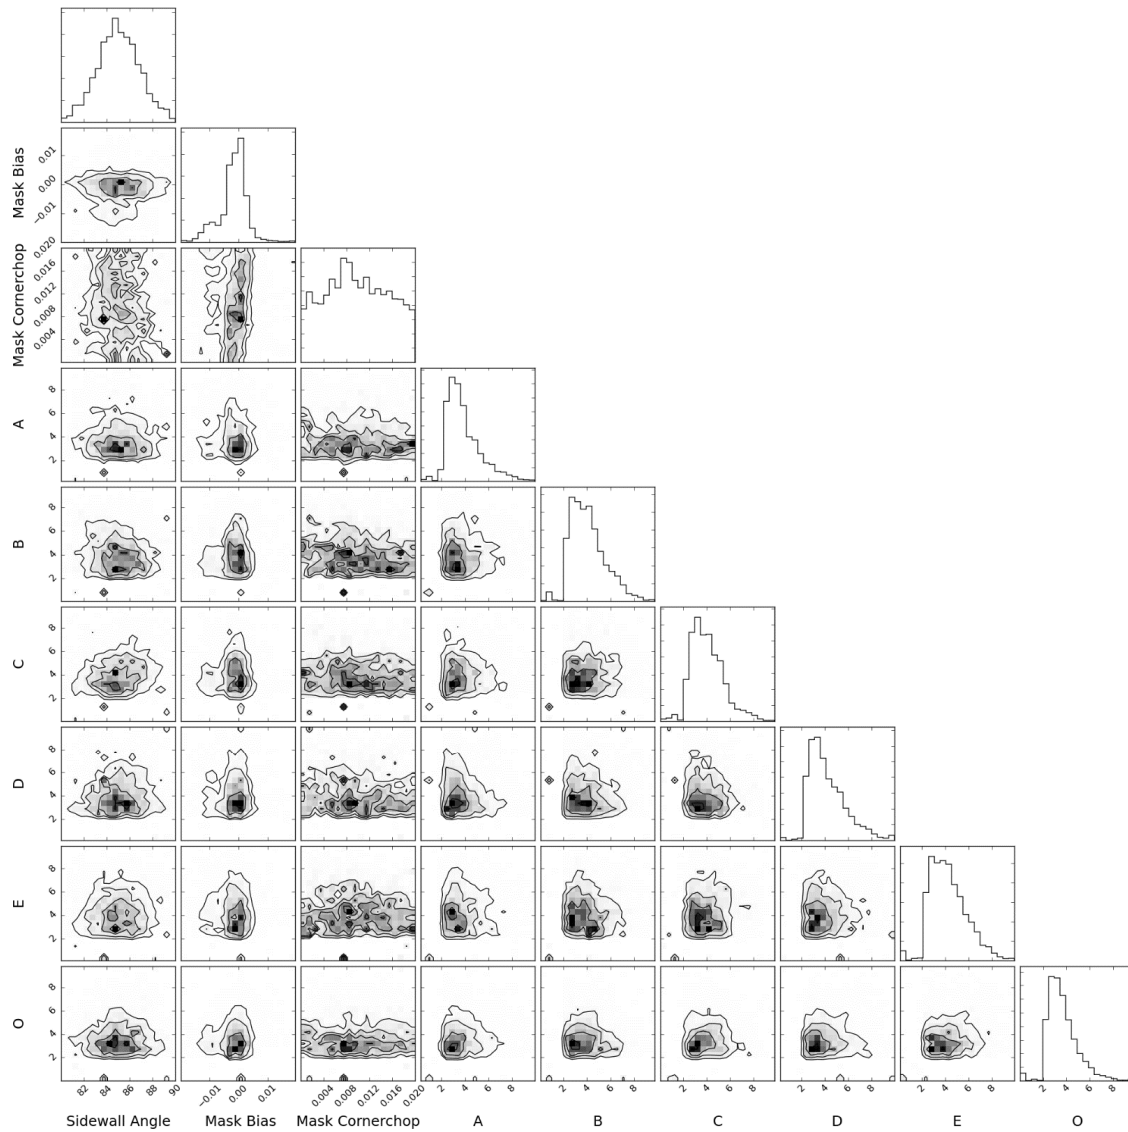 Mask Bias
0.01
0.00
−0.01
Mask Cornerchop
0.020
0.016
0.012
0.008
0.004
A
8
6
4
2
B
8
6
4
2
C
8
6
4
2
D
8
6
4
2
E
8
6
4
2
O
8
6
4
2
82 84 86 88 90
−0.01 0.00 0.01
0.004 0.008 0.012 0.016 0.020
2 4 6 8
2 4 6 8
2 4 6 8
2 4 6 8
2 4 6 8
2 4 6 8
Sidewall Angle Mask Bias Mask Cornerchop A B C D E O